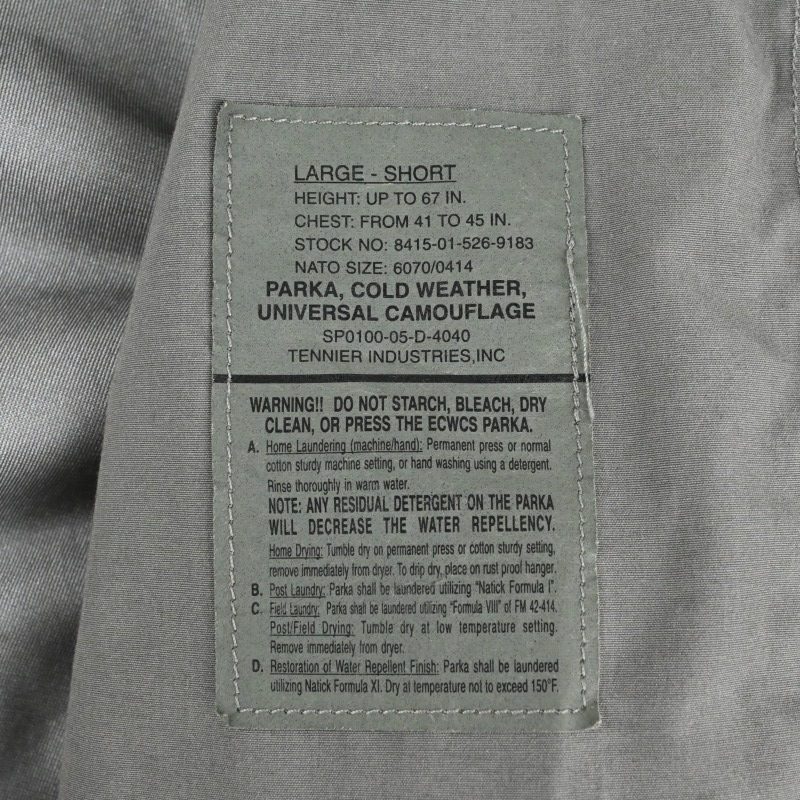 LARGE - SHORT
HEIGHT: UP TO 67 IN.
CHEST: FROM 41 TO 45 IN.
STOCK NO: 8415-01-526-9183
NATO SIZE: 6070/0414
PARKA, COLD WEATHER,
UNIVERSAL CAMOUFLAGE
SP0100-05-D-4040
TENNIER INDUSTRIES,INC
WARNING!! DO NOT STARCH, BLEACH, DRY
CLEAN, OR PRESS THE ECWCS PARKA.
A. Home Laundering (machine/hand): Permanent press or normal
cotton sturdy machine setting, or hand washing using a detergent.
Rinse thoroughly in warm water.
NOTE: ANY RESIDUAL DETERGENT ON THE PARKA
WILL DECREASE THE WATER REPELLENCY.
Home Drying: Tumble dry on permanent press or cotton sturdy setting,
remove immediately from dryer. To drip dry, place on rust proof hanger.
B. Post Laundry: Parka shall be laundered utilizing "Natick Formula I".
C. Field Laundry: Parka shall be laundered utilizing "Formula VIII" of FM 42-414.
Post/Field Drying: Tumble dry at low temperature setting.
Remove immediately from dryer.
D. Restoration of Water Repellent Finish: Parka shall be laundered
utilizing Natick Formula XI. Dry at temperature not to exceed 150°F.